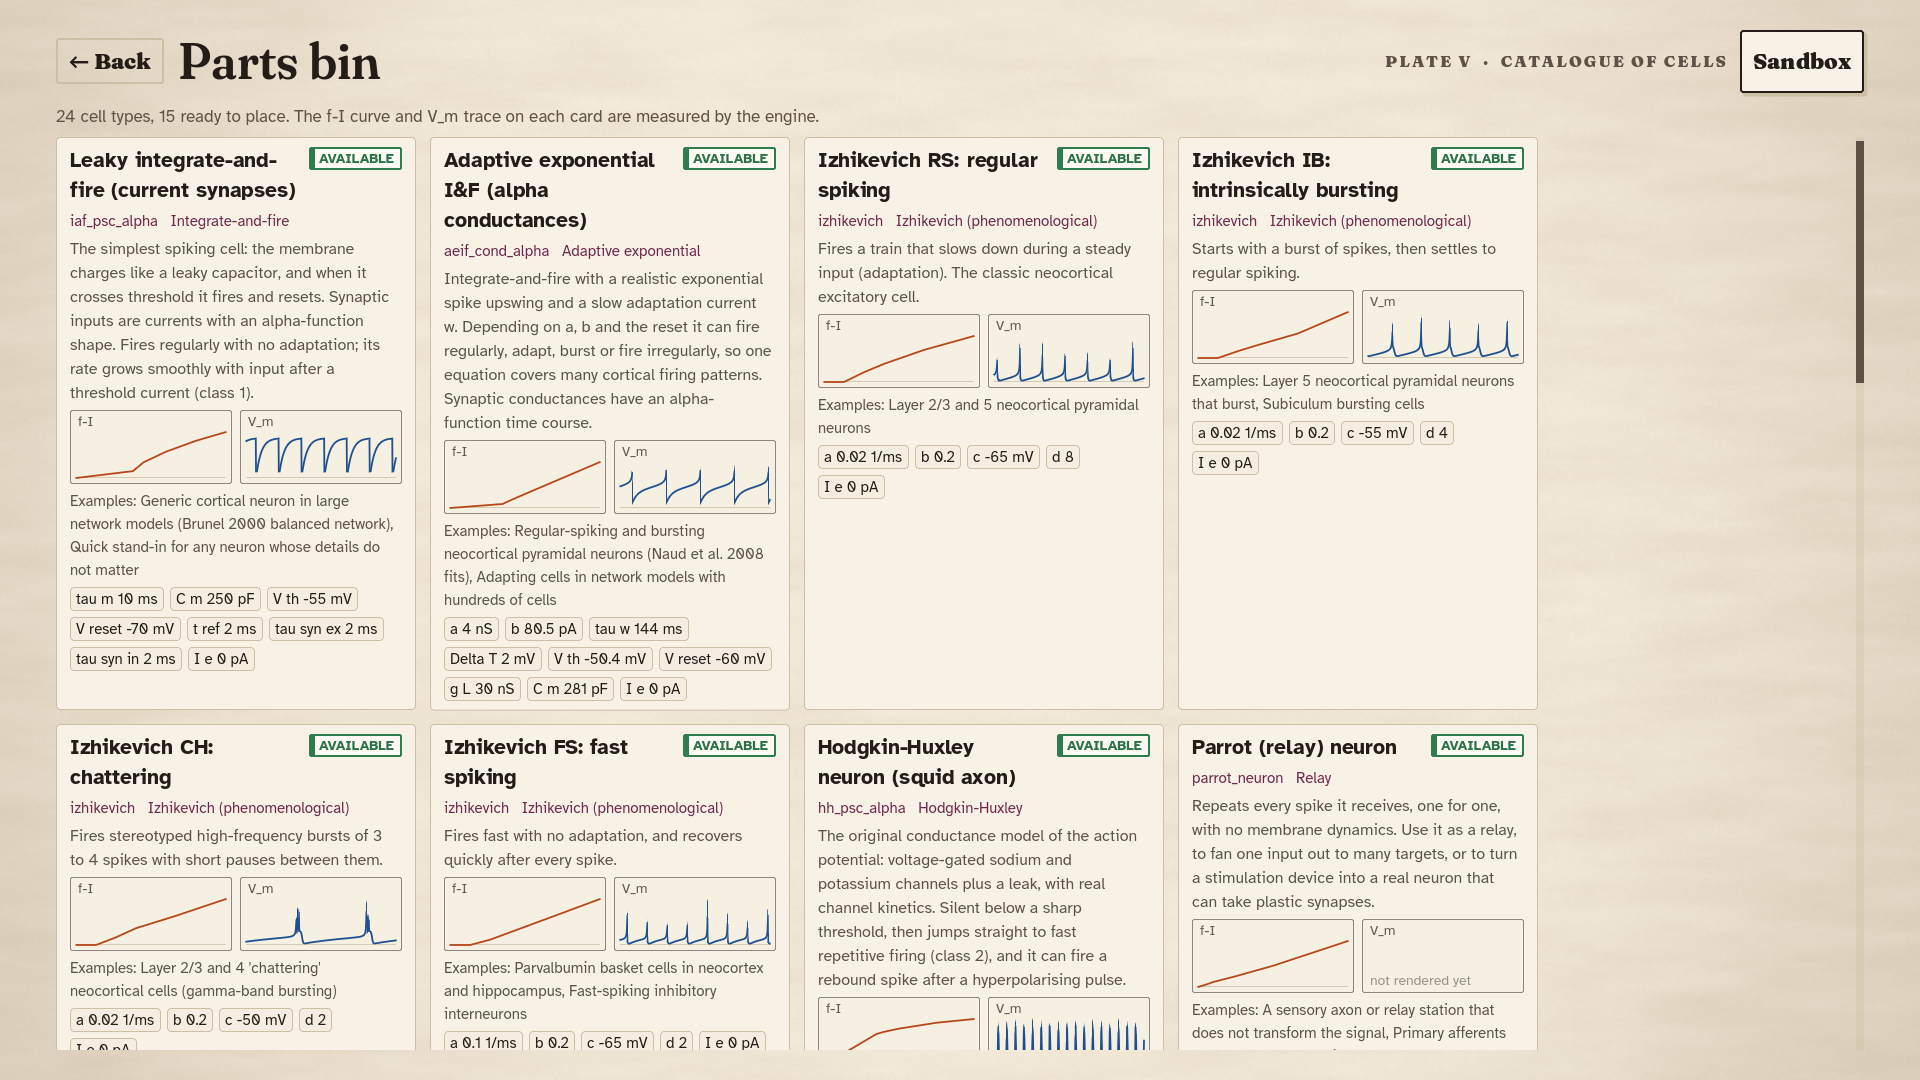 ← Back
Parts bin
PLATE V · CATALOGUE OF CELLS
Sandbox
24 cell types, 15 ready to place. The f-I curve and V_m trace on each card are measured by the engine.
Leaky integrate-and-
fire (current synapses)
AVAILABLE
iaf_psc_alpha Integrate-and-fire
The simplest spiking cell: the membrane
charges like a leaky capacitor, and when it
crosses threshold it fires and resets. Synaptic
inputs are currents with an alpha-function
shape. Fires regularly with no adaptation; its
rate grows smoothly with input after a
threshold current (class 1).
f-I
V_m
Examples: Generic cortical neuron in large
network models (Brunel 2000 balanced network),
Quick stand-in for any neuron whose details do
not matter
tau m 10 ms C m 250 pF V th -55 mV
V reset -70 mV t ref 2 ms tau syn ex 2 ms
tau syn in 2 ms I e 0 pA
Adaptive exponential
I&F (alpha
conductances)
AVAILABLE
aeif_cond_alpha Adaptive exponential
Integrate-and-fire with a realistic exponential
spike upswing and a slow adaptation current
w. Depending on a, b and the reset it can fire
regularly, adapt, burst or fire irregularly, so one
equation covers many cortical firing patterns.
Synaptic conductances have an alpha-
function time course.
f-I
V_m
Examples: Regular-spiking and bursting
neocortical pyramidal neurons (Naud et al. 2008
fits), Adapting cells in network models with
hundreds of cells
a 4 nS b 80.5 pA tau w 144 ms
Delta T 2 mV V th -50.4 mV V reset -60 mV
g L 30 nS C m 281 pF I e 0 pA
Izhikevich RS: regular
spiking
AVAILABLE
izhikevich Izhikevich (phenomenological)
Fires a train that slows down during a steady
input (adaptation). The classic neocortical
excitatory cell.
f-I
V_m
Examples: Layer 2/3 and 5 neocortical pyramidal
neurons
a 0.02 1/ms b 0.2 c -65 mV d 8
I e 0 pA
Izhikevich IB:
intrinsically bursting
AVAILABLE
izhikevich Izhikevich (phenomenological)
Starts with a burst of spikes, then settles to
regular spiking.
f-I
V_m
Examples: Layer 5 neocortical pyramidal neurons
that burst, Subiculum bursting cells
a 0.02 1/ms b 0.2 c -55 mV d 4
I e 0 pA
Izhikevich CH:
chattering
AVAILABLE
izhikevich Izhikevich (phenomenological)
Fires stereotyped high-frequency bursts of 3
to 4 spikes with short pauses between them.
f-I
V_m
Examples: Layer 2/3 and 4 'chattering'
neocortical cells (gamma-band bursting)
a 0.02 1/ms b 0.2 c -50 mV d 2
I e 0 pA
Izhikevich FS: fast
spiking
AVAILABLE
izhikevich Izhikevich (phenomenological)
Fires fast with no adaptation, and recovers
quickly after every spike.
f-I
V_m
Examples: Parvalbumin basket cells in neocortex
and hippocampus, Fast-spiking inhibitory
interneurons
a 0.1 1/ms b 0.2 c -65 mV d 2 I e 0 pA
Hodgkin-Huxley
neuron (squid axon)
AVAILABLE
hh_psc_alpha Hodgkin-Huxley
The original conductance model of the action
potential: voltage-gated sodium and
potassium channels plus a leak, with real
channel kinetics. Silent below a sharp
threshold, then jumps straight to fast
repetitive firing (class 2), and it can fire a
rebound spike after a hyperpolarising pulse.
f-I
V_m
Parrot (relay) neuron
AVAILABLE
parrot_neuron Relay
Repeats every spike it receives, one for one,
with no membrane dynamics. Use it as a relay,
to fan one input out to many targets, or to turn
a stimulation device into a real neuron that
can take plastic synapses.
f-I
V_m
not rendered yet
Examples: A sensory axon or relay station that
does not transform the signal, Primary afferents